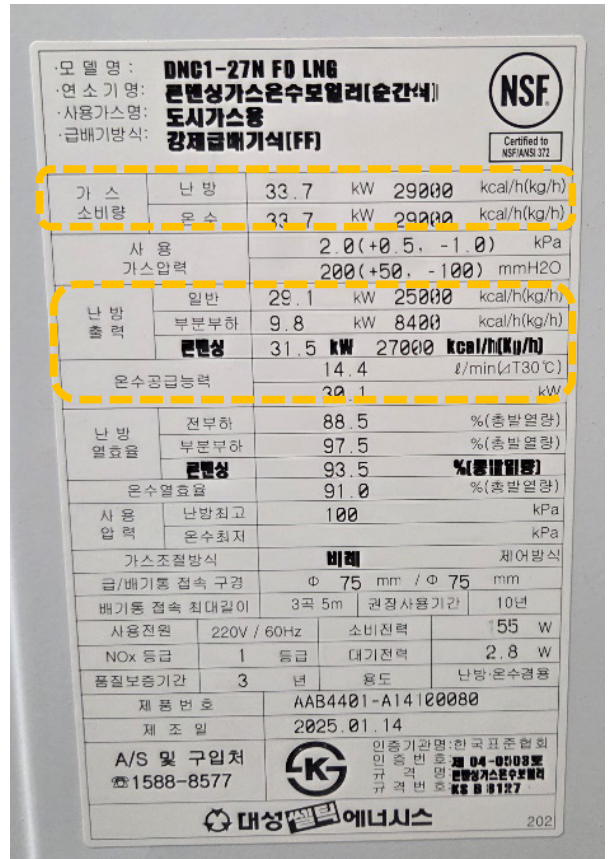 ·모 델 명 : DNC1-27N FD LNG
·연 소 기 명: 콘덴싱가스온수보일러(순간식)
·사용가스명: 도시가스용
·급배기방식: 강제급배기식(FF)
NSF.
Certified to
NSF/ANSI 372
가 스 소비량 난 방 33.7 kW 29000 kcal/h(kg/h)
온 수 33.7 kW 29000 kcal/h(kg/h)
사 용 가스압력 2.0(+0.5, -1.0) kPa
200(+50, -100) mmH2O
난 방 출 력 일반 29.1 kW 25000 kcal/h(kg/h)
부분부하 9.8 kW 8400 kcal/h(kg/h)
콘덴싱 31.5 kW 27000 kcal/h(Kg/h)
온수공급능력 14.4 ℓ/min(⊿T30℃)
30.1 kW
난 방 열효율 전부하 88.5 %(총발열량)
부분부하 97.5 %(총발열량)
콘덴싱 93.5 %(총발열량)
온수열효율 91.0 %(총발열량)
사 용 압 력 난방최고 100 kPa
온수최저 kPa
가스조절방식 비례 제어방식
급/배기통 접속 구경 Φ 75 mm / Φ 75 mm
배기통 접속 최대길이 3곡 5m 권장사용기간 10년
사용전원 220V / 60Hz 소비전력 155 W
NOx 등급 1 등급 대기전력 2.8 W
품질보증기간 3 년 용도 난방·온수겸용
제 품 번 호 AAB4401-A14100080
제 조 일 2025.01.14
A/S 및 구입처
☏1588-8577
인증기관명:한국표준협회
인 증 번 호:제 04-0503호
규 격 명:콘덴싱가스온수보일러
규 격 번 호:KS B 8127
대성쎌틱에너시스
202